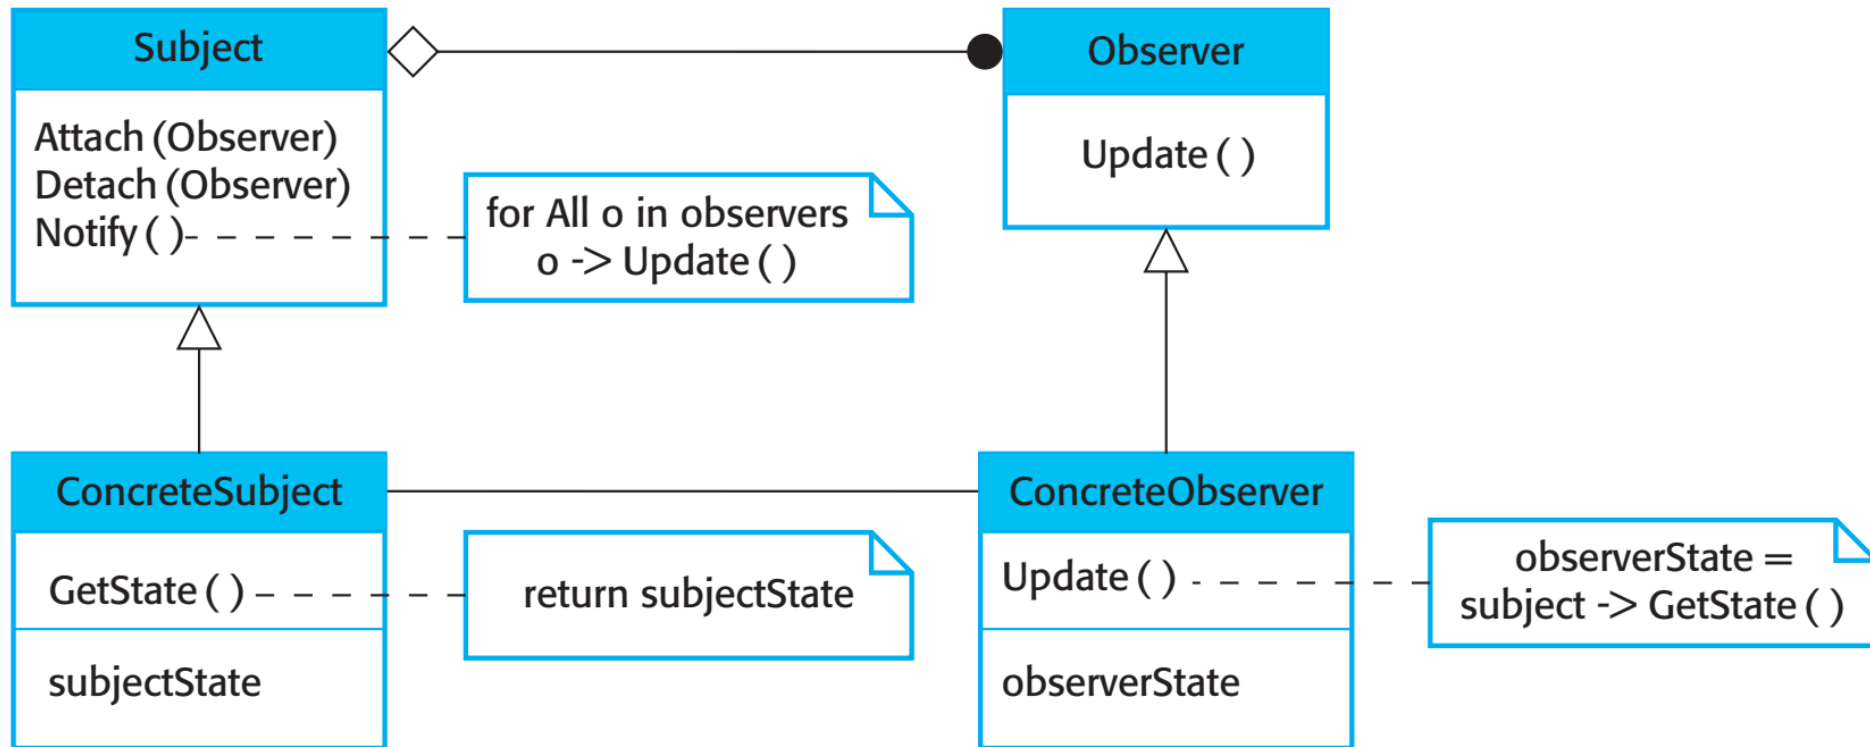 Subject
Attach (Observer)
Detach (Observer)
Notify ( )
for All o in observers
o -> Update ( )
Observer
Update ( )
ConcreteSubject
GetState ( )
subjectState
return subjectState
ConcreteObserver
Update ( )
observerState
observerState =
subject -> GetState ( )